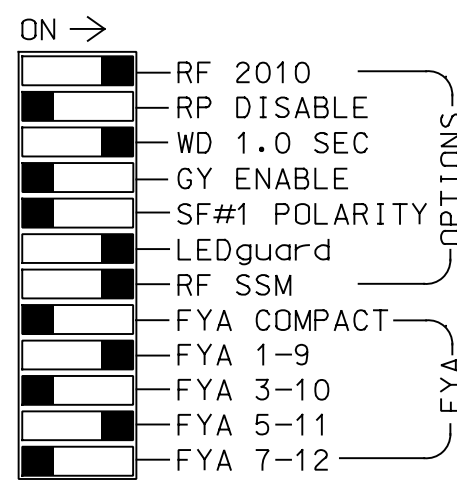 ON →
RF 2010
RP DISABLE
WD 1.0 SEC
GY ENABLE
SF#1 POLARITY
LEDguard
RF SSM
OPTIONS
FYA COMPACT
FYA 1-9
FYA 3-10
FYA 5-11
FYA 7-12
FYA